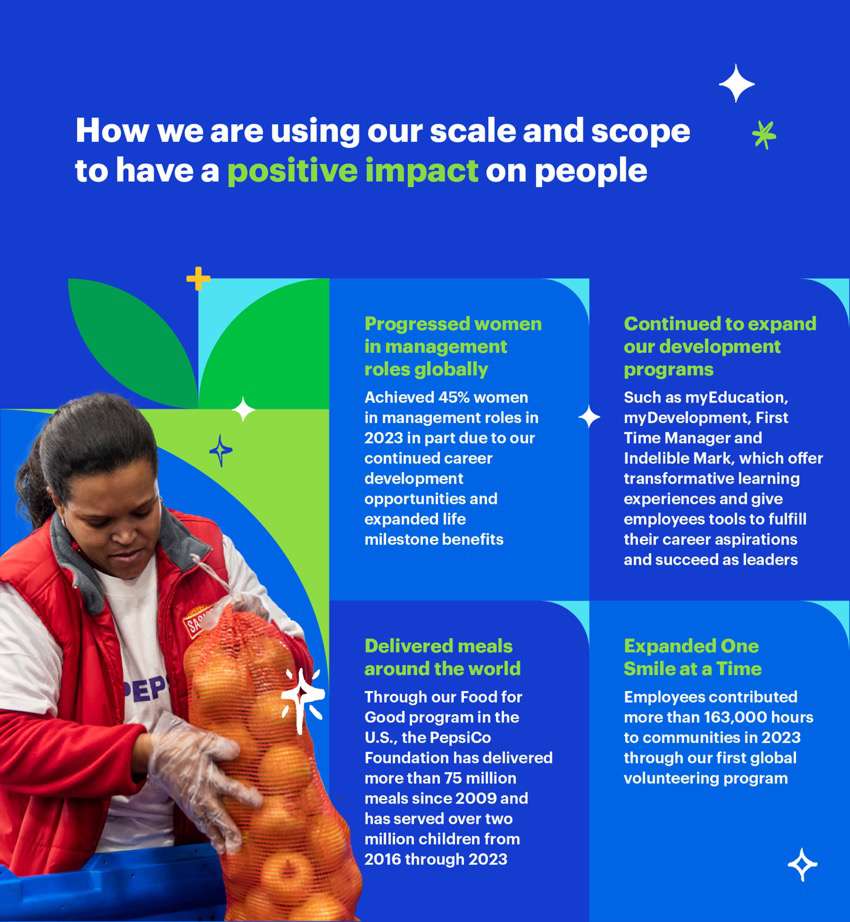 How we are using our scale and scope
to have a positive impact on people
Progressed women
in management
roles globally
Achieved 45% women
in management roles in
2023 in part due to our
continued career
development
opportunities and
expanded life
milestone benefits
Continued to expand
our development
programs
Such as myEducation,
myDevelopment, First
Time Manager and
Indelible Mark, which offer
transformative learning
experiences and give
employees tools to fulfill
their career aspirations
and succeed as leaders
Delivered meals
around the world
Through our Food for
Good program in the
U.S., the PepsiCo
Foundation has delivered
more than 75 million
meals since 2009 and
has served over two
million children from
2016 through 2023
Expanded One
Smile at a Time
Employees contributed
more than 163,000 hours
to communities in 2023
through our first global
volunteering program